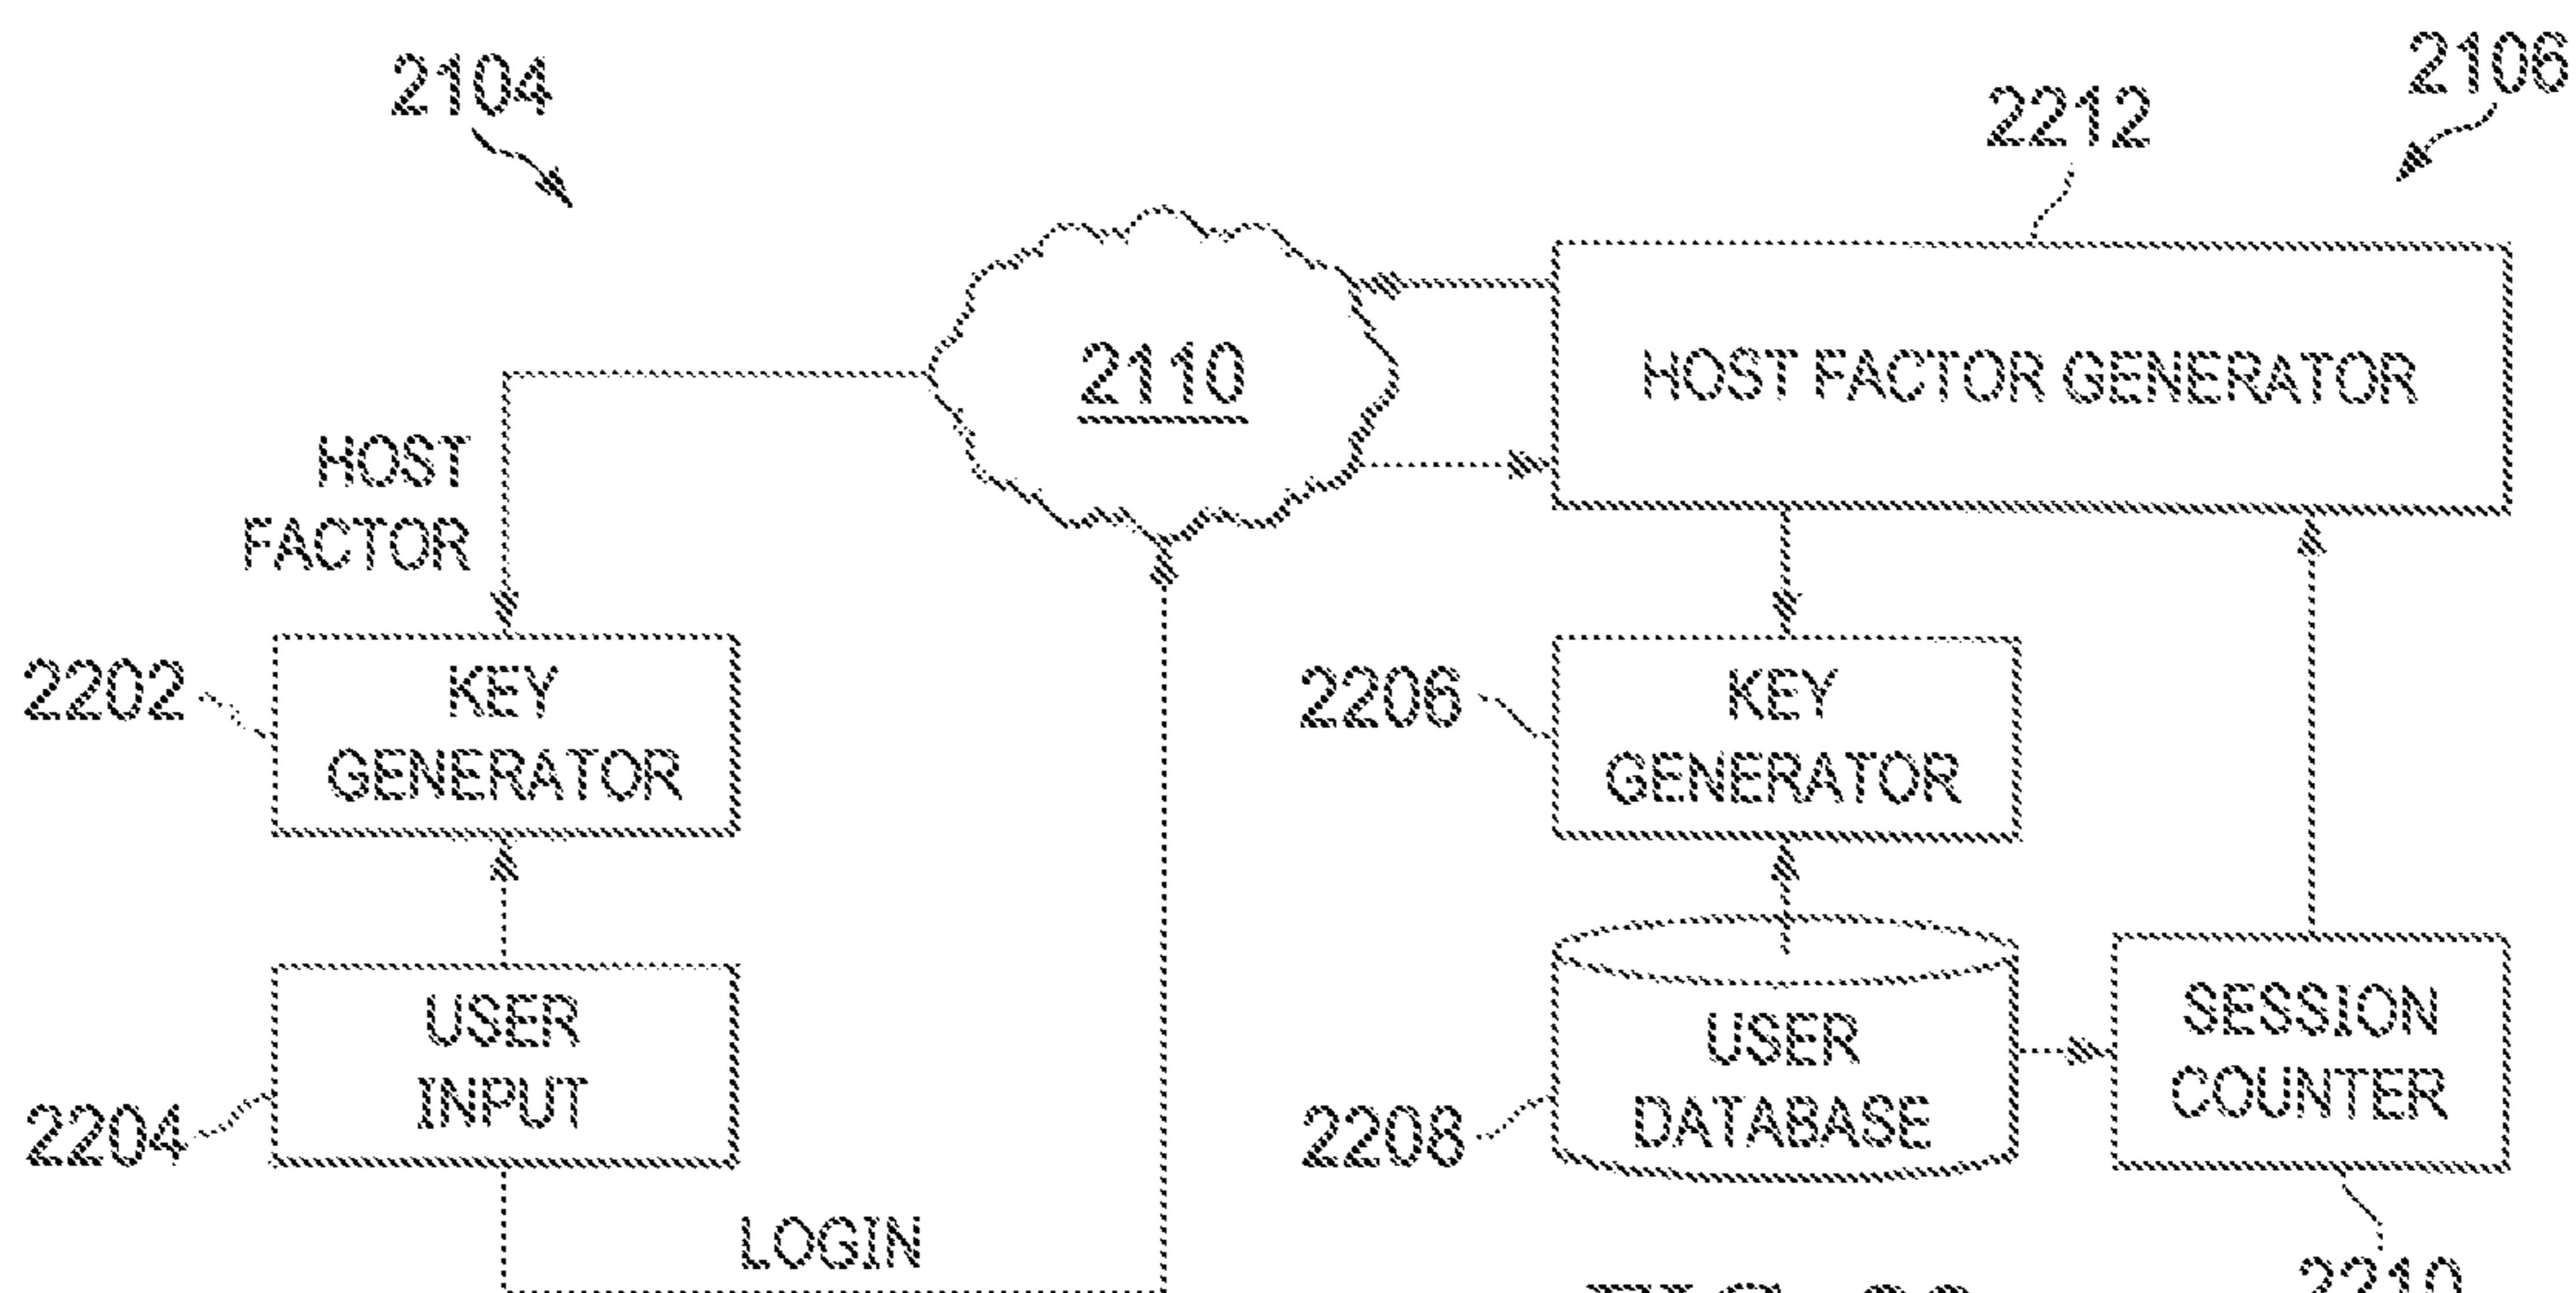 2104
2106
2212
2110
HOST FACTOR GENERATOR
HOST
FACTOR
2202
KEY
GENERATOR
2206
KEY
GENERATOR
2204
USER
INPUT
2208
USER
DATABASE
SESSION
COUNTER
LOGIN
2210